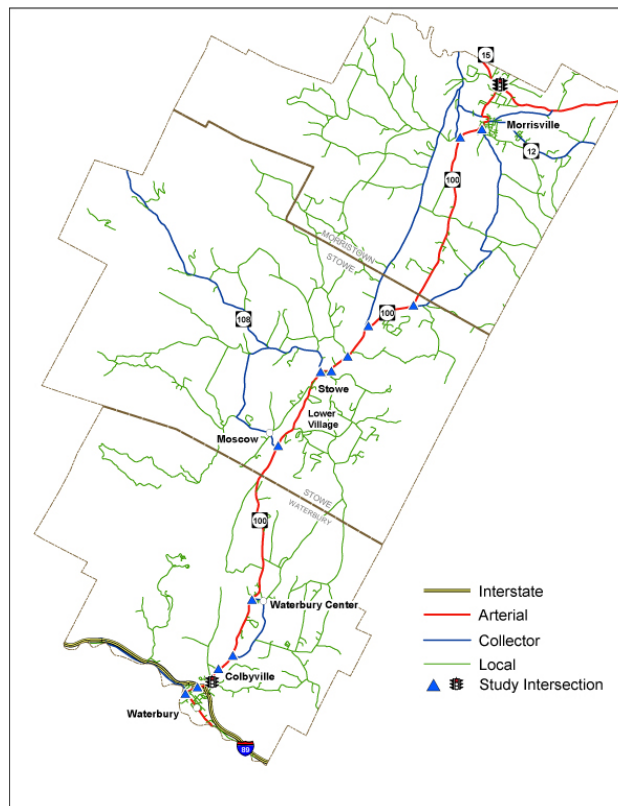 15
Morrisville
12
100
MORRISTOWN
STOWE
108
100
Stowe
Lower
Village
Moscow
STOWE
WATERBURY
100
Interstate
Arterial
Waterbury Center
Collector
Local
Colbyville
Study Intersection
Waterbury
89